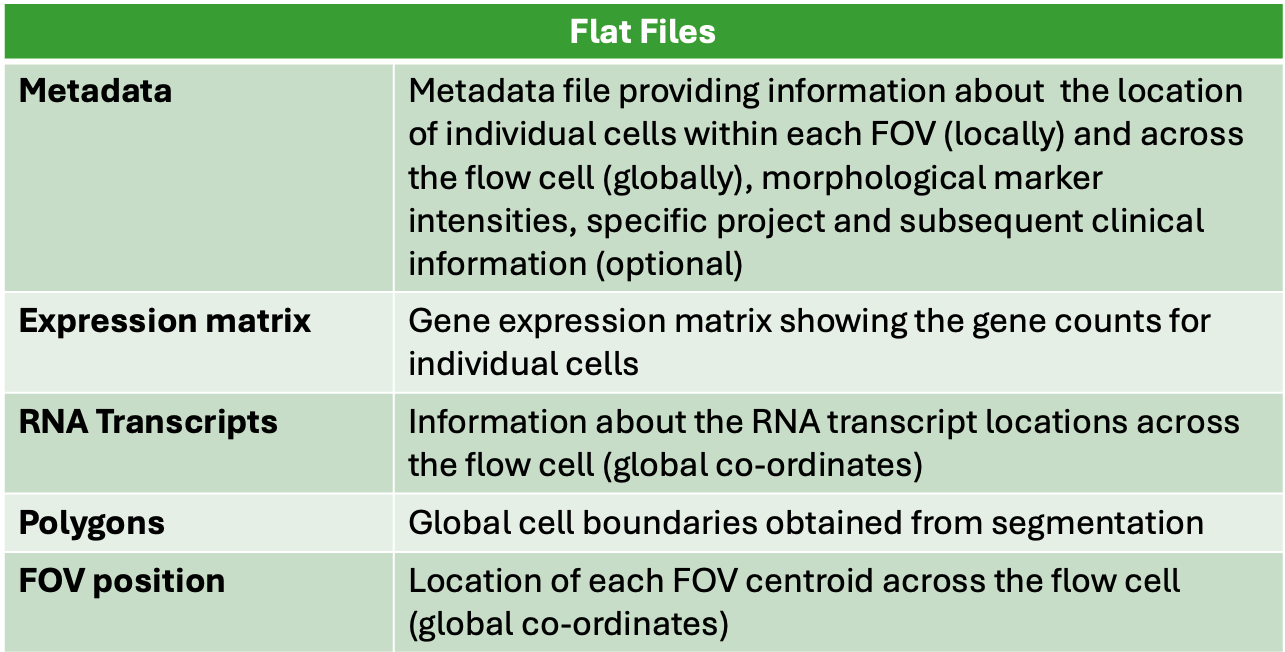 Flat Files
Metadata
Metadata file providing information about  the location
of individual cells within each FOV (locally) and across
the flow cell (globally), morphological marker
intensities, specific project and subsequent clinical
information (optional)
Expression matrix
Gene expression matrix showing the gene counts for
individual cells
RNA Transcripts
Information about the RNA transcript locations across
the flow cell (global co-ordinates)
Polygons
Global cell boundaries obtained from segmentation
FOV position
Location of each FOV centroid across the flow cell
(global co-ordinates)